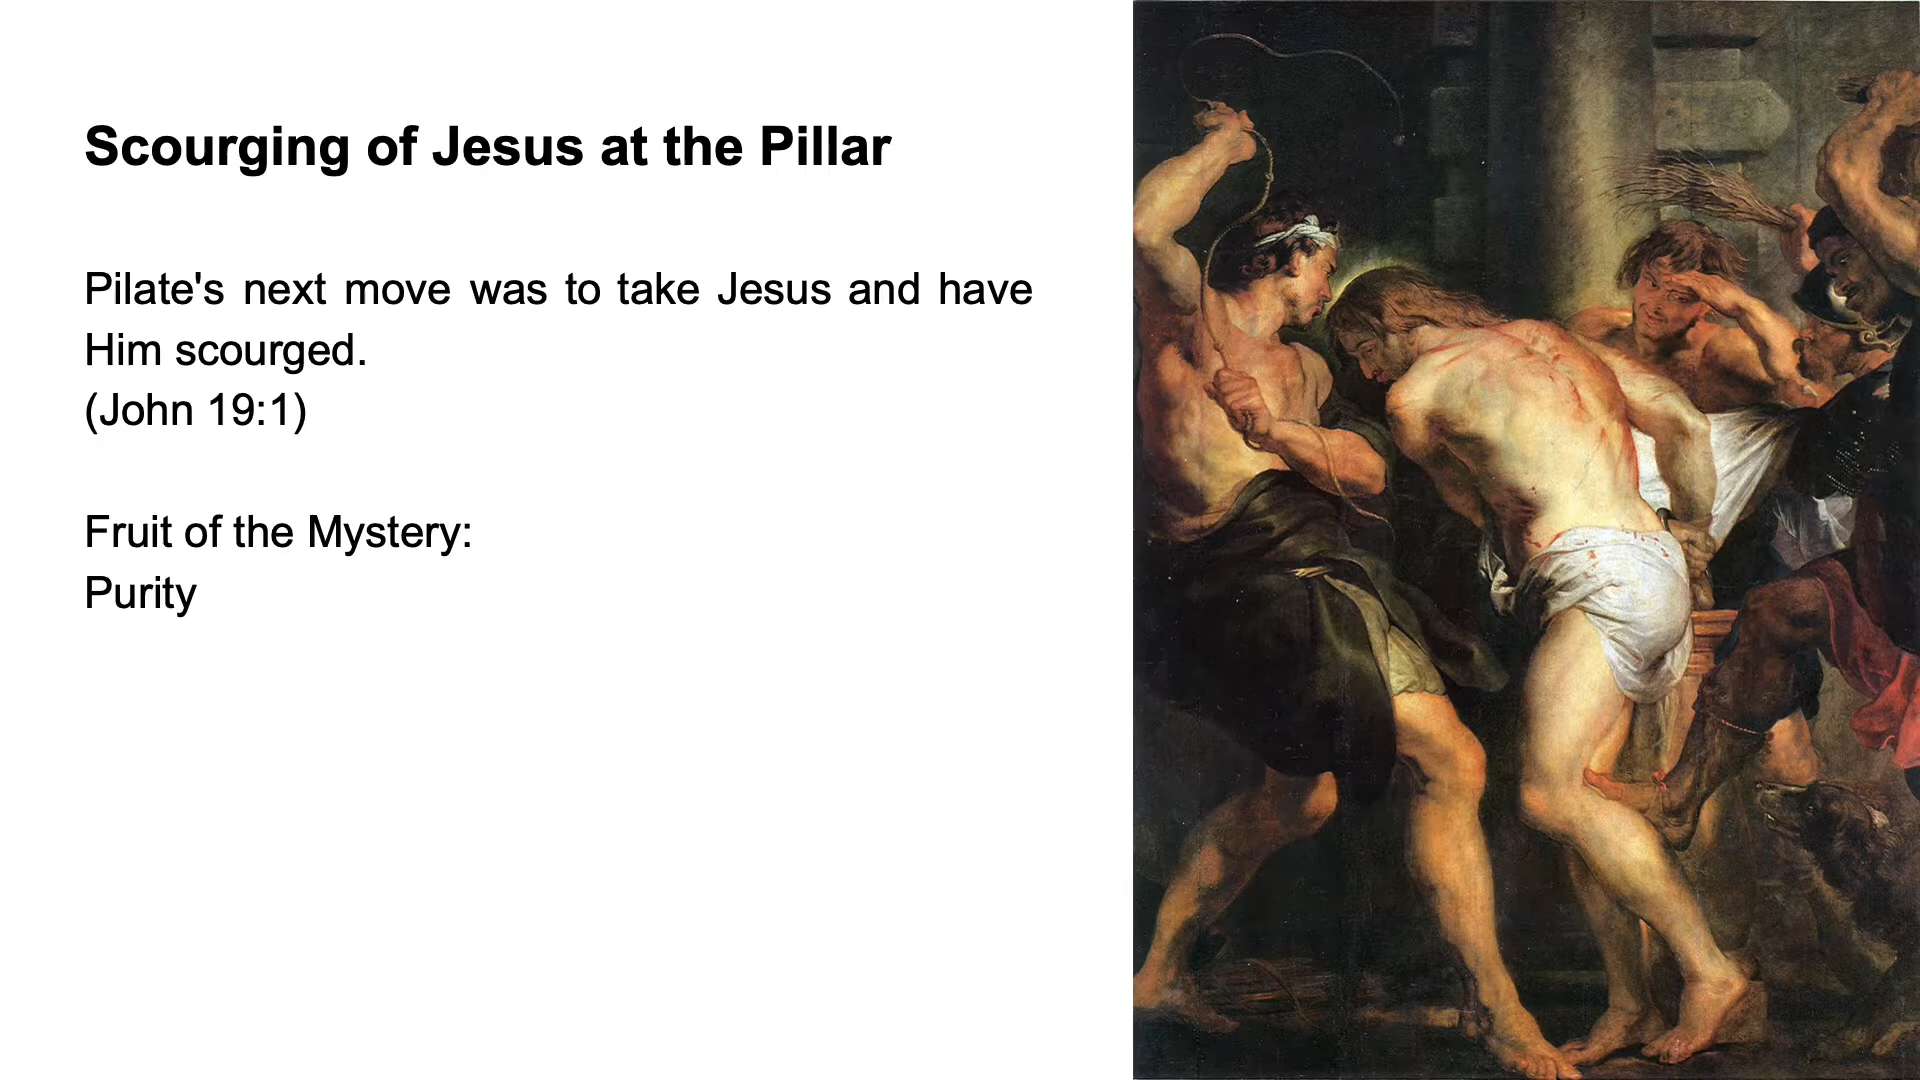 Scourging of Jesus at the Pillar
Pilate's next move was to take Jesus and have
Him scourged.
(John 19:1)
Fruit of the Mystery:
Purity